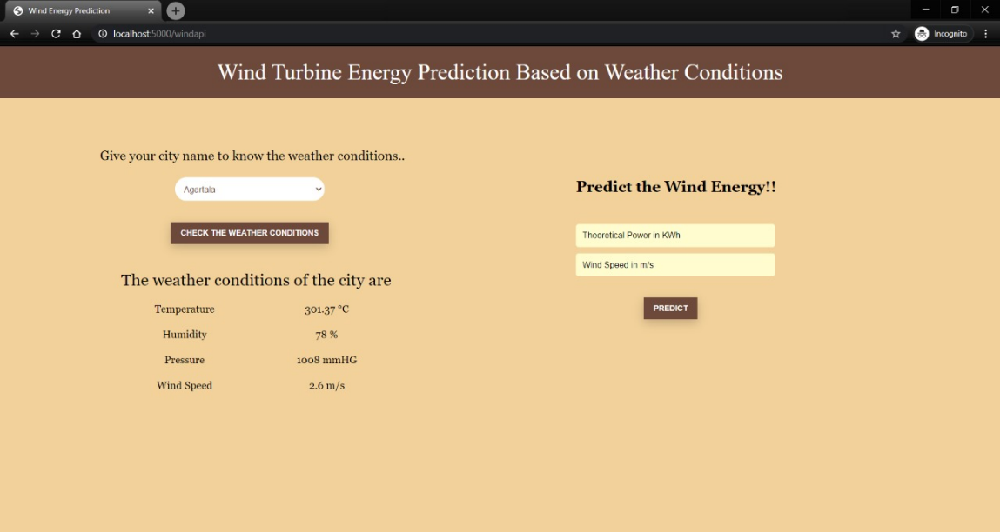 Wind Energy Prediction
localhost:5000/windapi
Incognito
Wind Turbine Energy Prediction Based on Weather Conditions
Give your city name to know the weather conditions..
Agartala
CHECK THE WEATHER CONDITIONS
The weather conditions of the city are
Temperature 301.37 °C
Humidity 78 %
Pressure 1008 mmHG
Wind Speed 2.6 m/s
Predict the Wind Energy!!
Theoretical Power in KWh
Wind Speed in m/s
PREDICT